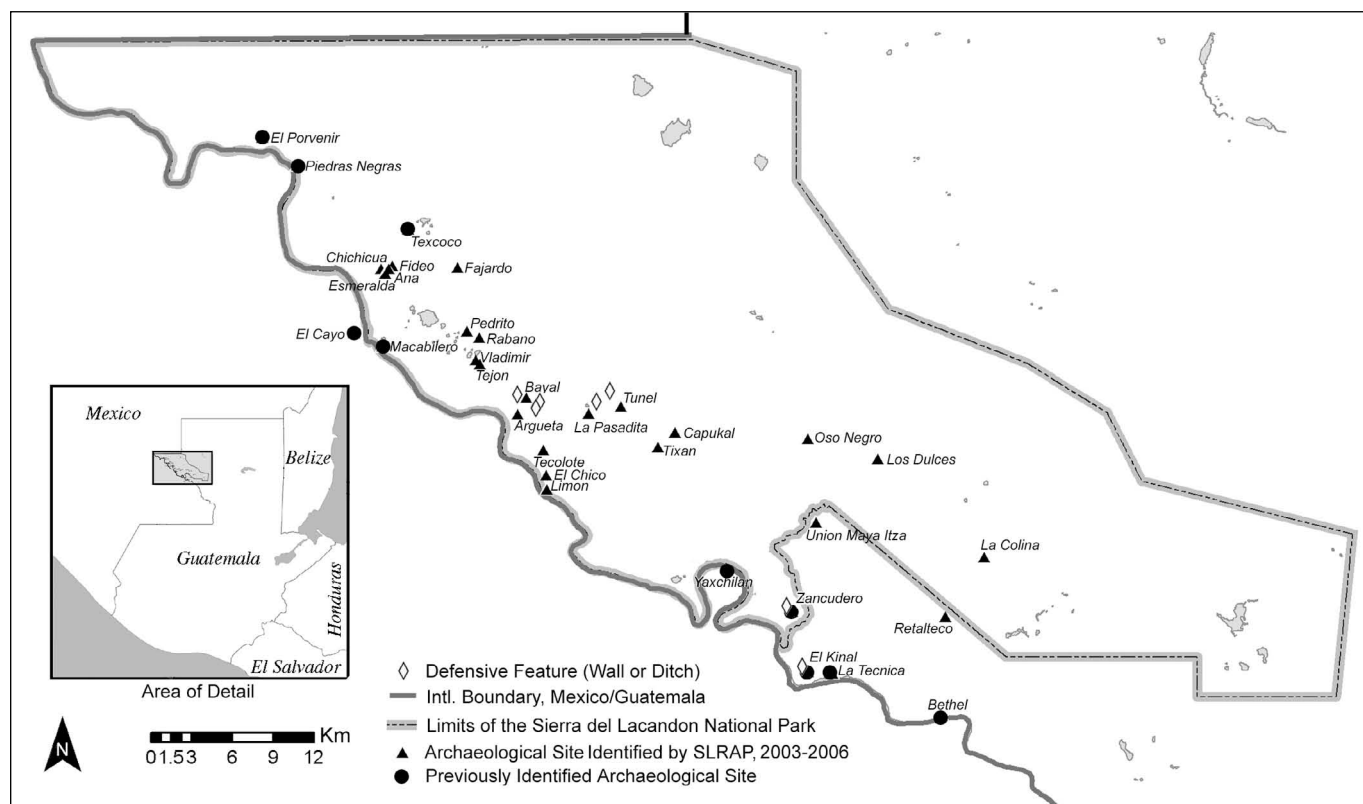 El Porvenir
Piedras Negras
Texcoco
Chichicua
Fideo
Ana
Esmeralda
Fajardo
El Cayo
Macabilero
Pedrito
Rabano
Vladimir
Tejon
Bayal
Argueta
La Pasadita
Tunel
Capukal
Tixan
Tecolote
El Chico
Limon
Oso Negro
Los Dulces
Union Maya Itza
La Colina
Yaxchilan
Zancudero
Retalteco
El Kinal
La Tecnica
Bethel
Mexico
Belize
Guatemala
Honduras
El Salvador
Area of Detail
N
Km
0 1.5 3 6 9 12
Defensive Feature (Wall or Ditch)
Intl. Boundary, Mexico/Guatemala
Limits of the Sierra del Lacandon National Park
Archaeological Site Identified by SLRAP, 2003-2006
Previously Identified Archaeological Site